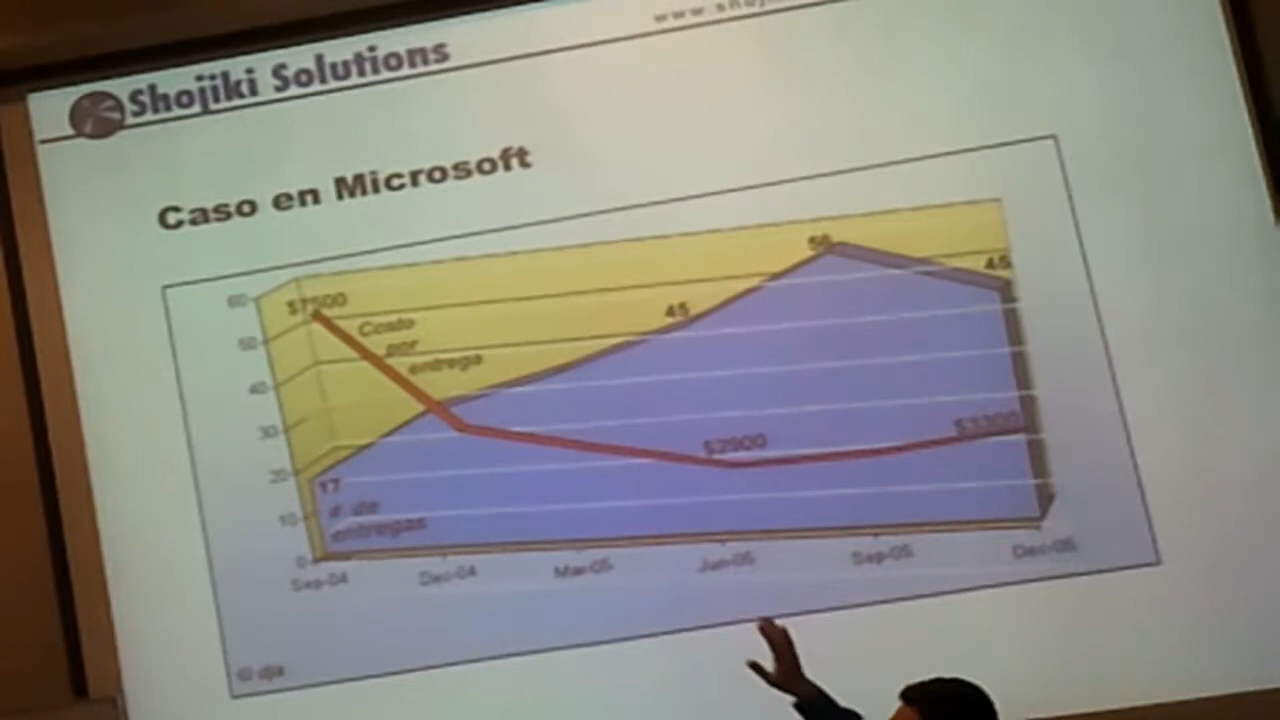 Shojiki Solutions
Caso en Microsoft
60
50
40
30
20
10
0
$7500
Costo
por
entrega
45
56
45
17
# de
entregas
$2900
$3300
Sep-04
Dec-04
Mar-05
Jun-05
Sep-05
Dec-05